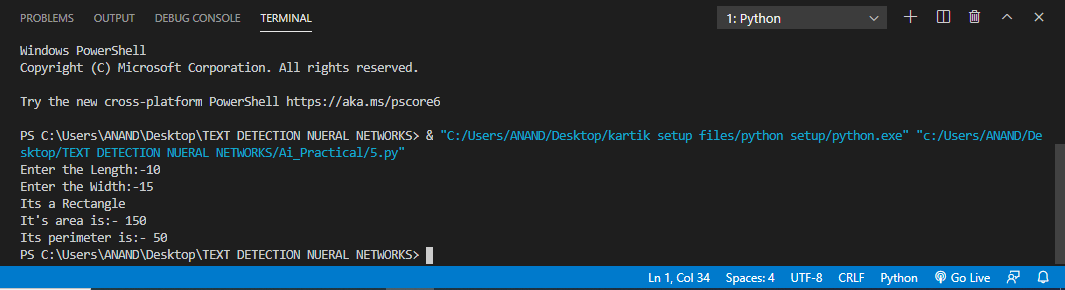 PROBLEMS OUTPUT DEBUG CONSOLE TERMINAL 1: Python
Windows PowerShell
Copyright (C) Microsoft Corporation. All rights reserved.
Try the new cross-platform PowerShell https://aka.ms/pscore6
PS C:\Users\ANAND\Desktop\TEXT DETECTION NUERAL NETWORKS> & "C:/Users/ANAND/Desktop/kartik setup files/python setup/python.exe" "c:/Users/ANAND/De
sktop/TEXT DETECTION NUERAL NETWORKS/Ai_Practical/5.py"
Enter the Length:-10
Enter the Width:-15
Its a Rectangle
It's area is:- 150
Its perimeter is:- 50
PS C:\Users\ANAND\Desktop\TEXT DETECTION NUERAL NETWORKS>
Ln 1, Col 34 Spaces: 4 UTF-8 CRLF Python Go Live